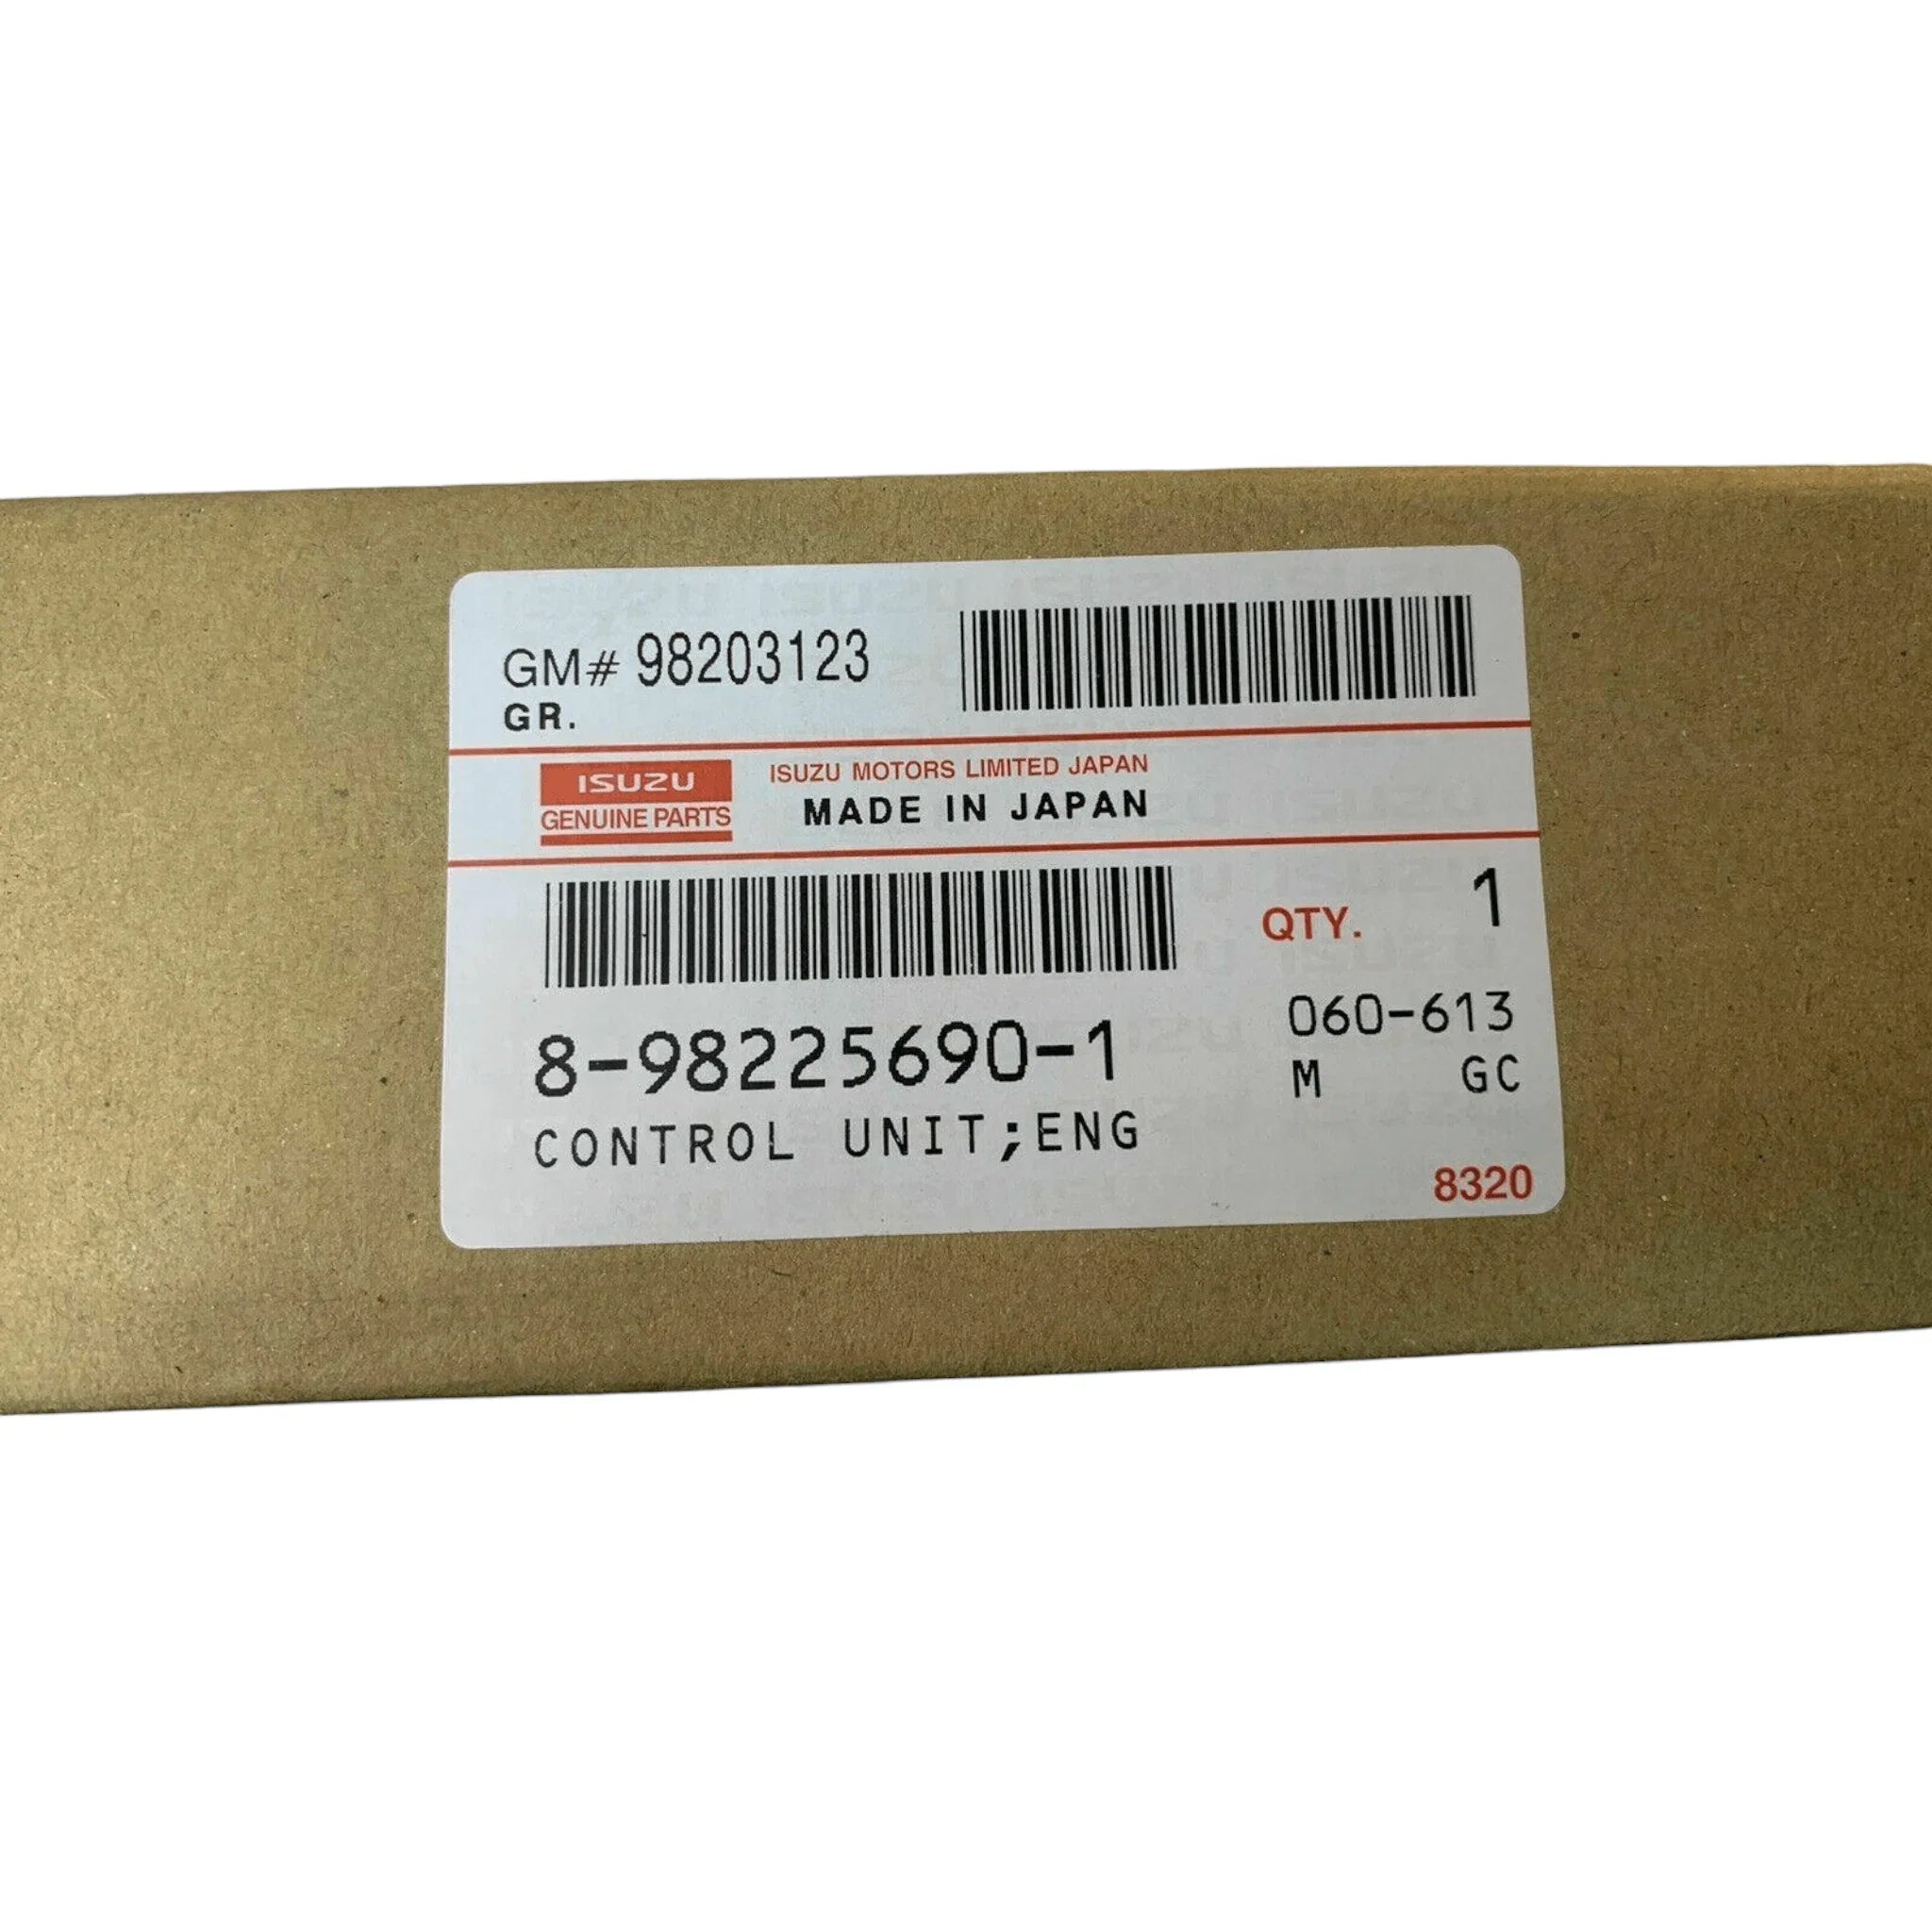 GM# 98203123
GR.
ISUZU
GENUINE PARTS
ISUZU MOTORS LIMITED JAPAN
MADE IN JAPAN
QTY. 1
8-98225690-1
060-613
M GC
CONTROL UNIT;ENG
8320